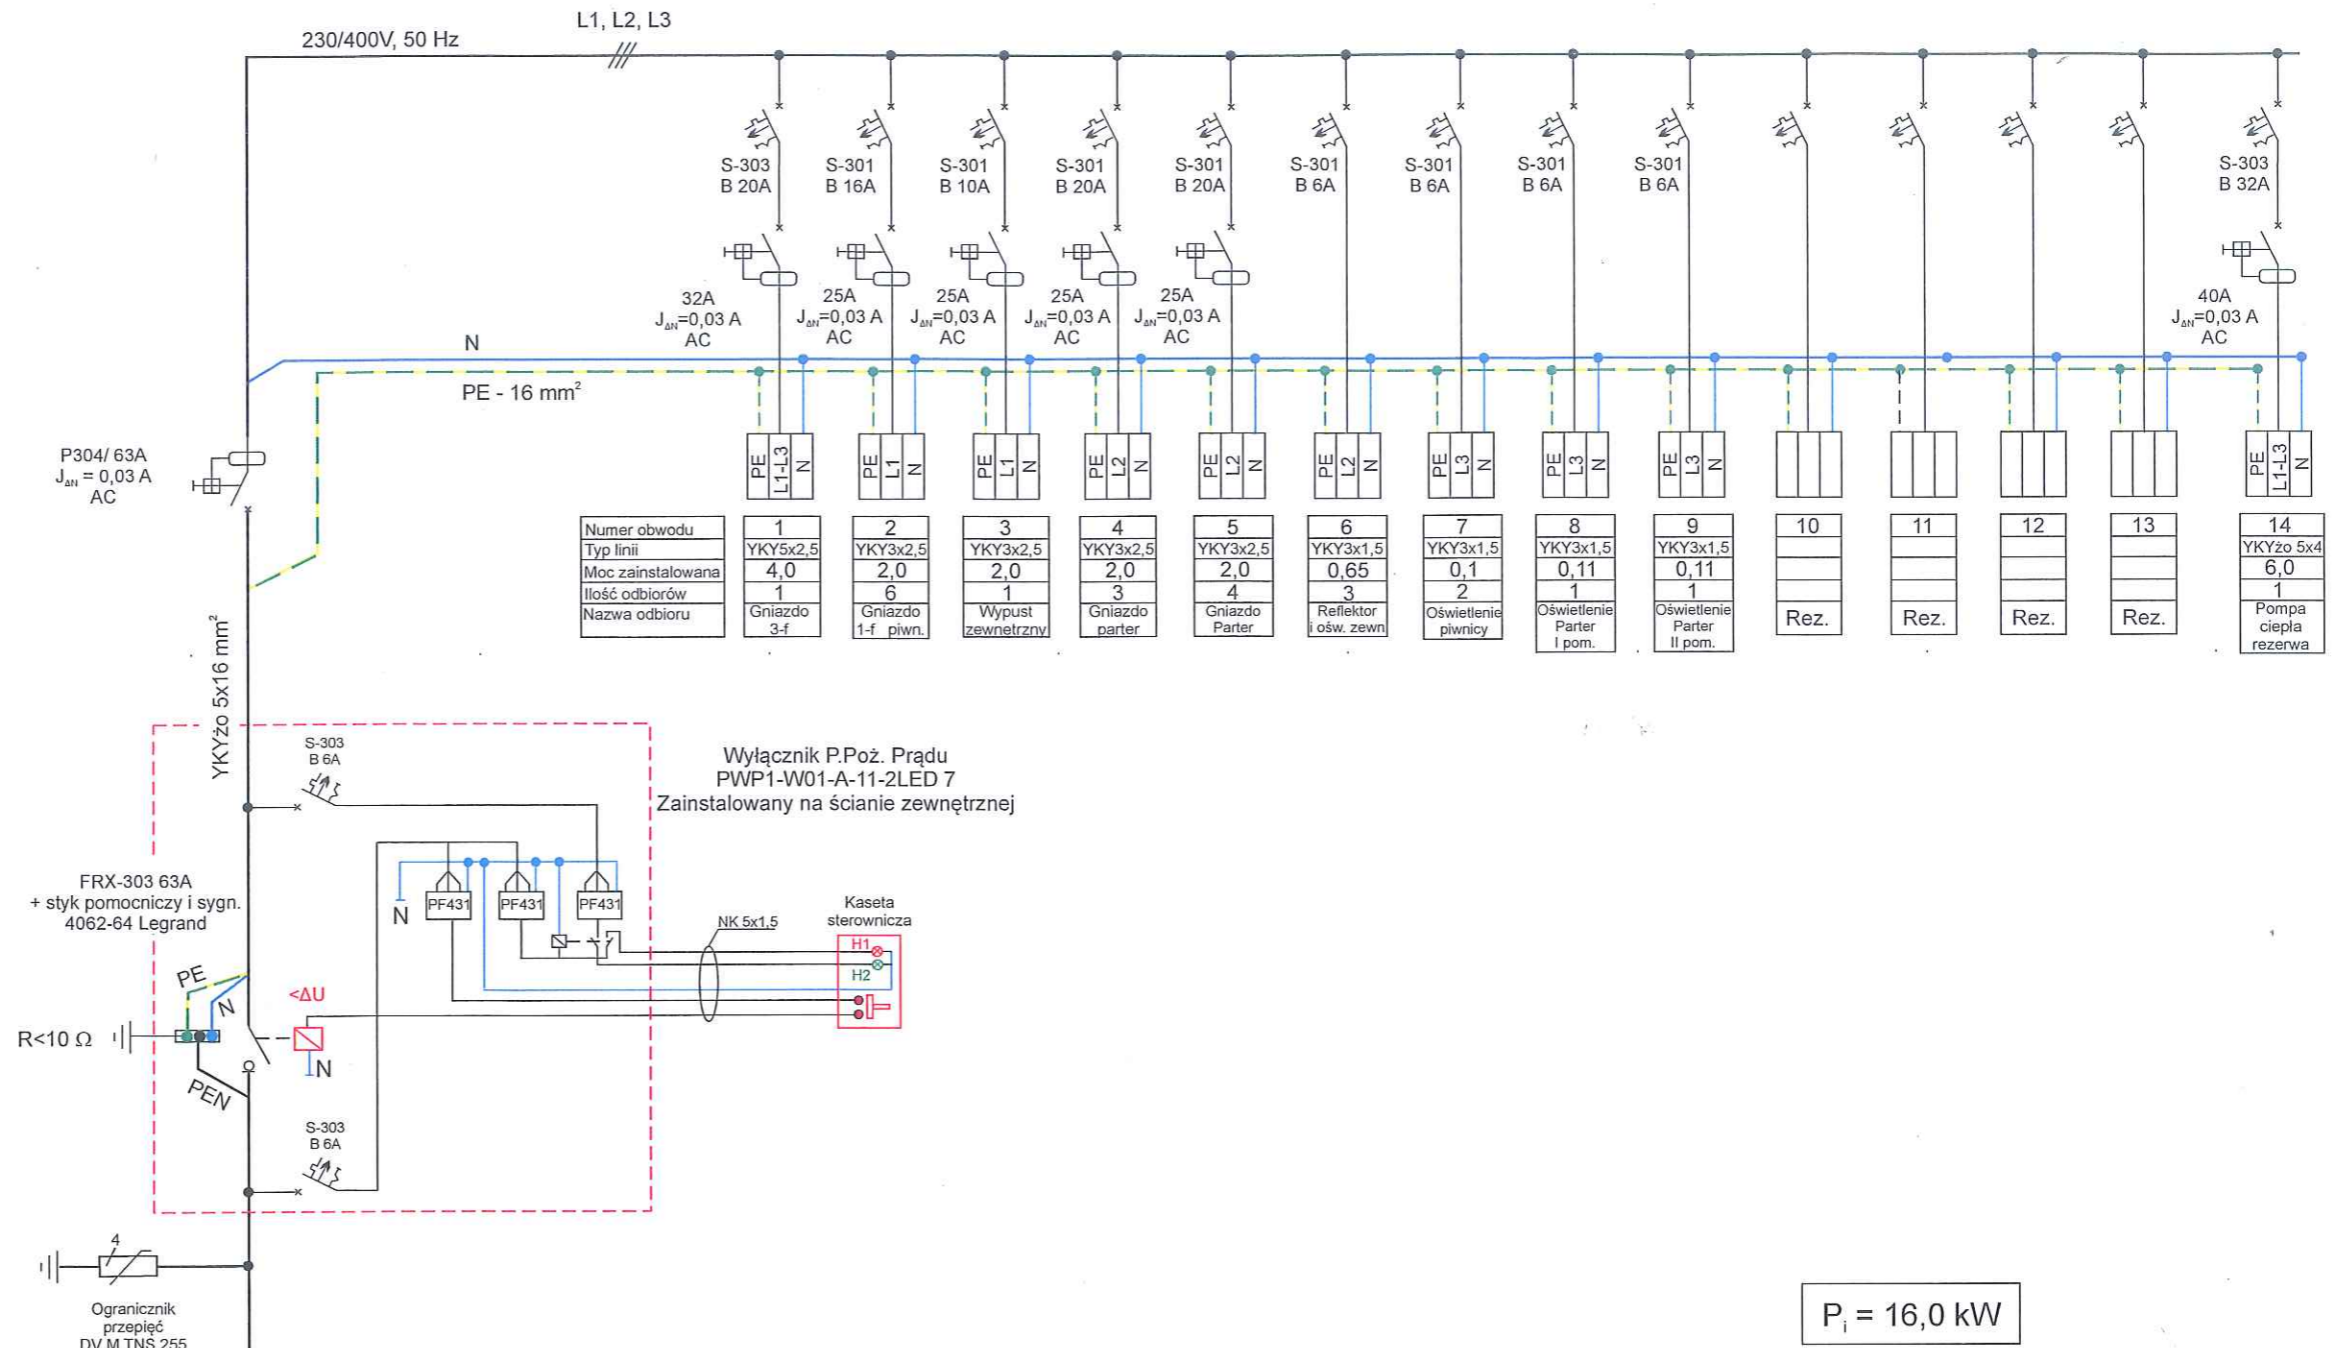 L1, L2, L3
230/400V, 50 Hz
S-303
B 20A
S-301
B 16A
S-301
B 10A
S-301
B 20A
S-301
B 20A
S-301
B 6A
S-301
B 6A
S-301
B 6A
S-301
B 6A
S-303
B 32A
32A
JΔN=0,03 A
AC
25A
JΔN=0,03 A
AC
25A
JΔN=0,03 A
AC
25A
JΔN=0,03 A
AC
25A
JΔN=0,03 A
AC
40A
JΔN=0,03 A
AC
N
PE - 16 mm²
P304/ 63A
JΔN = 0,03 A
AC
PE L1-L3 N
PE L1 N
PE L1 N
PE L2 N
PE L2 N
PE L2 N
PE L3 N
PE L3 N
PE L3 N
PE L1-L3 N
Numer obwodu 1 2 3 4 5 6 7 8 9 10 11 12 13 14
Typ linii YKY5x2,5 YKY3x2,5 YKY3x2,5 YKY3x2,5 YKY3x2,5 YKY3x1,5 YKY3x1,5 YKY3x1,5 YKY3x1,5 YKYżo 5x4
Moc zainstalowana 4,0 2,0 2,0 2,0 2,0 0,65 0,1 0,11 0,11 6,0
Ilość odbiorów 1 6 1 3 4 3 2 1 1 1
Nazwa odbioru
Gniazdo
3-f
Gniazdo
1-f piwn.
Wypust
zewnetrzny
Gniazdo
parter
Gniazdo
Parter
Reflektor
i ośw. zewn
Oświetlenie
piwnicy
Oświetlenie
Parter
I pom.
Oświetlenie
Parter
II pom.
Rez.
Rez.
Rez.
Rez.
Pompa
ciepła
rezerwa
YKYżo 5x16 mm²
S-303
B 6A
Wyłącznik P.Poż. Prądu
PWP1-W01-A-11-2LED 7
Zainstalowany na ścianie zewnętrznej
FRX-303 63A
+ styk pomocniczy i sygn.
4062-64 Legrand
N
PF431
PF431
PF431
NK 5x1,5
Kaseta
sterownicza
H1
H2
PE
N
<ΔU
R<10 Ω
N
PEN
S-303
B 6A
4
Ogranicznik
przepięć
DV M TNS 255
Pi = 16,0 kW